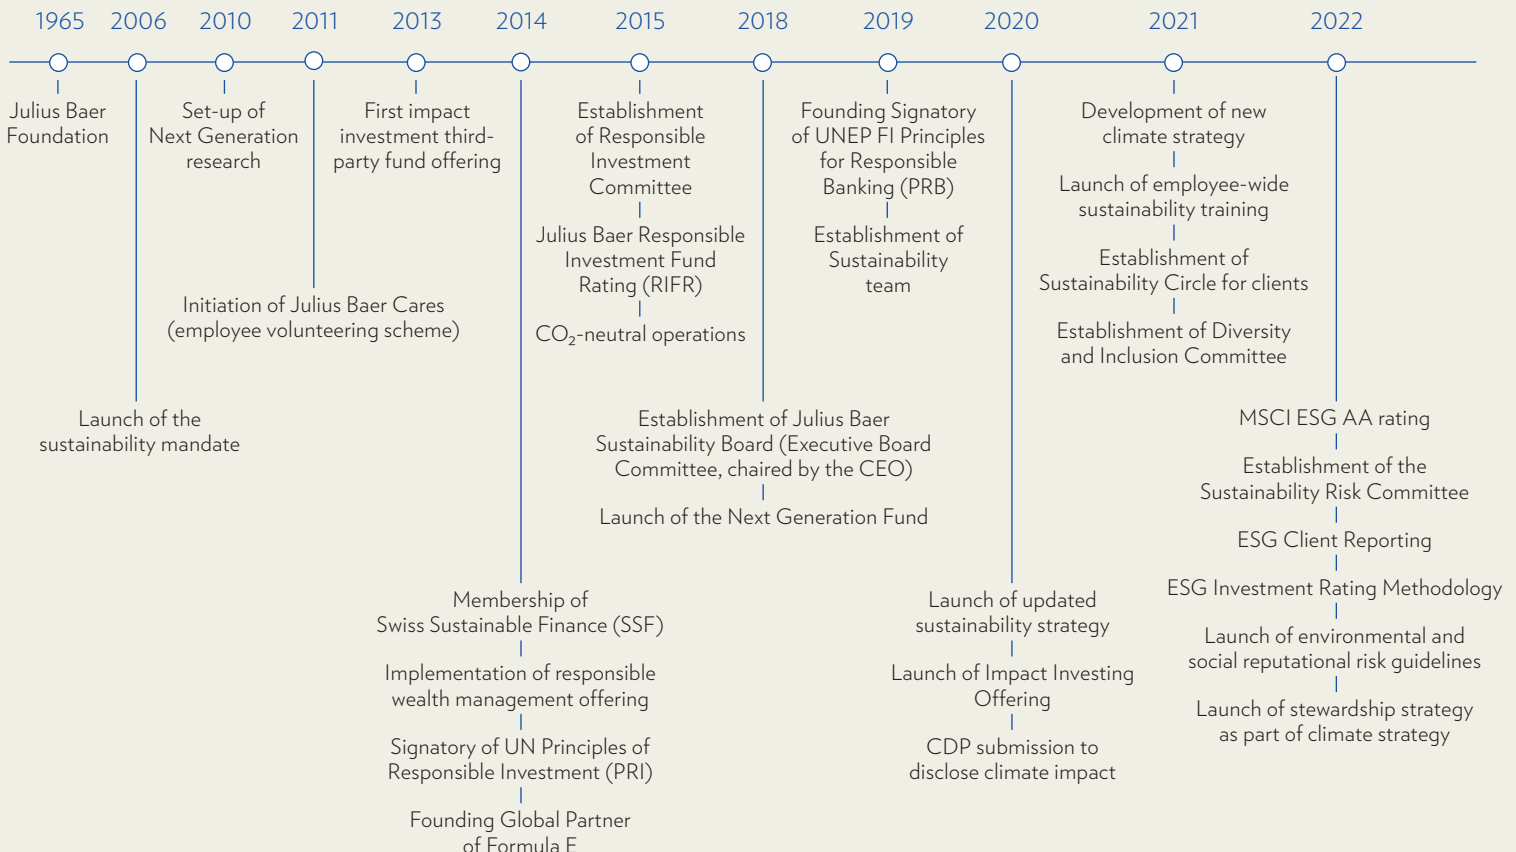 1965
2006
2010
2011
2013
2014
2015
2018
2019
2020
2021
2022
Julius Baer
Foundation
Launch of the
sustainability mandate
Set-up of
Next Generation
research
Initiation of Julius Baer Cares
(employee volunteering scheme)
First impact
investment third-
party fund offering
Membership of
Swiss Sustainable Finance (SSF)
Implementation of responsible
wealth management offering
Signatory of UN Principles of
Responsible Investment (PRI)
Founding Global Partner
of Formula E
Establishment
of Responsible
Investment
Committee
Julius Baer Responsible
Investment Fund
Rating (RIFR)
CO₂-neutral operations
Establishment of Julius Baer
Sustainability Board (Executive Board
Committee, chaired by the CEO)
Launch of the Next Generation Fund
Founding Signatory
of UNEP FI Principles
for Responsible
Banking (PRB)
Establishment of
Sustainability
team
Launch of updated
sustainability strategy
Launch of Impact Investing
Offering
CDP submission to
disclose climate impact
Development of new
climate strategy
Launch of employee-wide
sustainability training
Establishment of
Sustainability Circle for clients
Establishment of Diversity
and Inclusion Committee
MSCI ESG AA rating
Establishment of the
Sustainability Risk Committee
ESG Client Reporting
ESG Investment Rating Methodology
Launch of environmental and
social reputational risk guidelines
Launch of stewardship strategy
as part of climate strategy